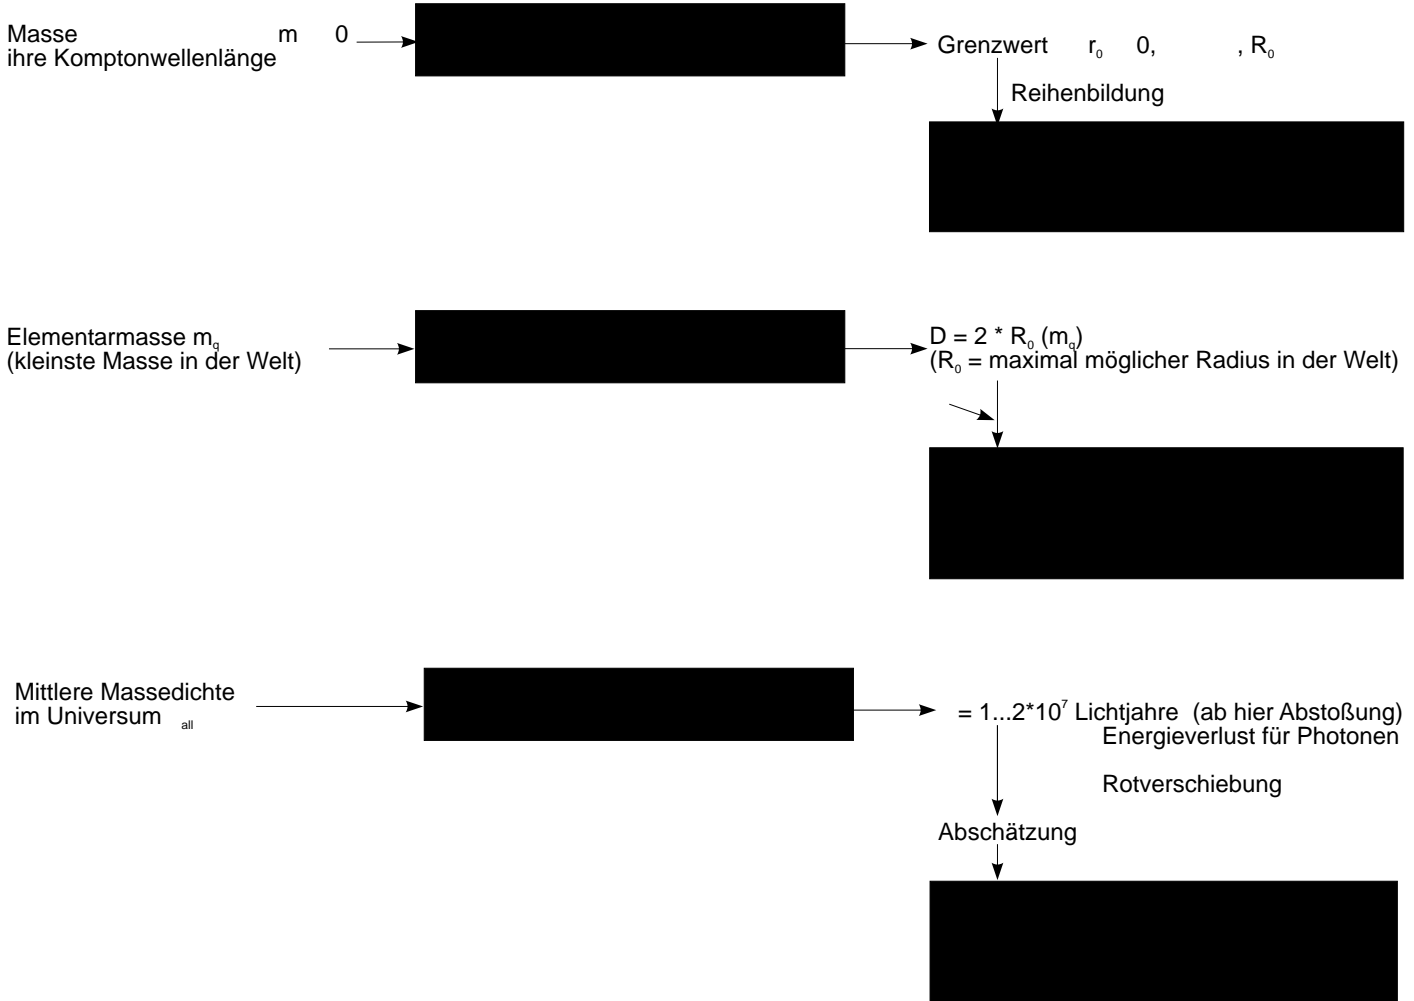 Masse m 0
ihre Komptonwellenlänge
Grenzwert r₀ 0, , R₀
Reihenbildung
Elementarmasse m_q
(kleinste Masse in der Welt)
D = 2 * R₀ (m_q)
(R₀ = maximal möglicher Radius in der Welt)
Mittlere Massedichte
im Universum all
= 1...2*10⁷ Lichtjahre (ab hier Abstoßung)
Energieverlust für Photonen
Rotverschiebung
Abschätzung